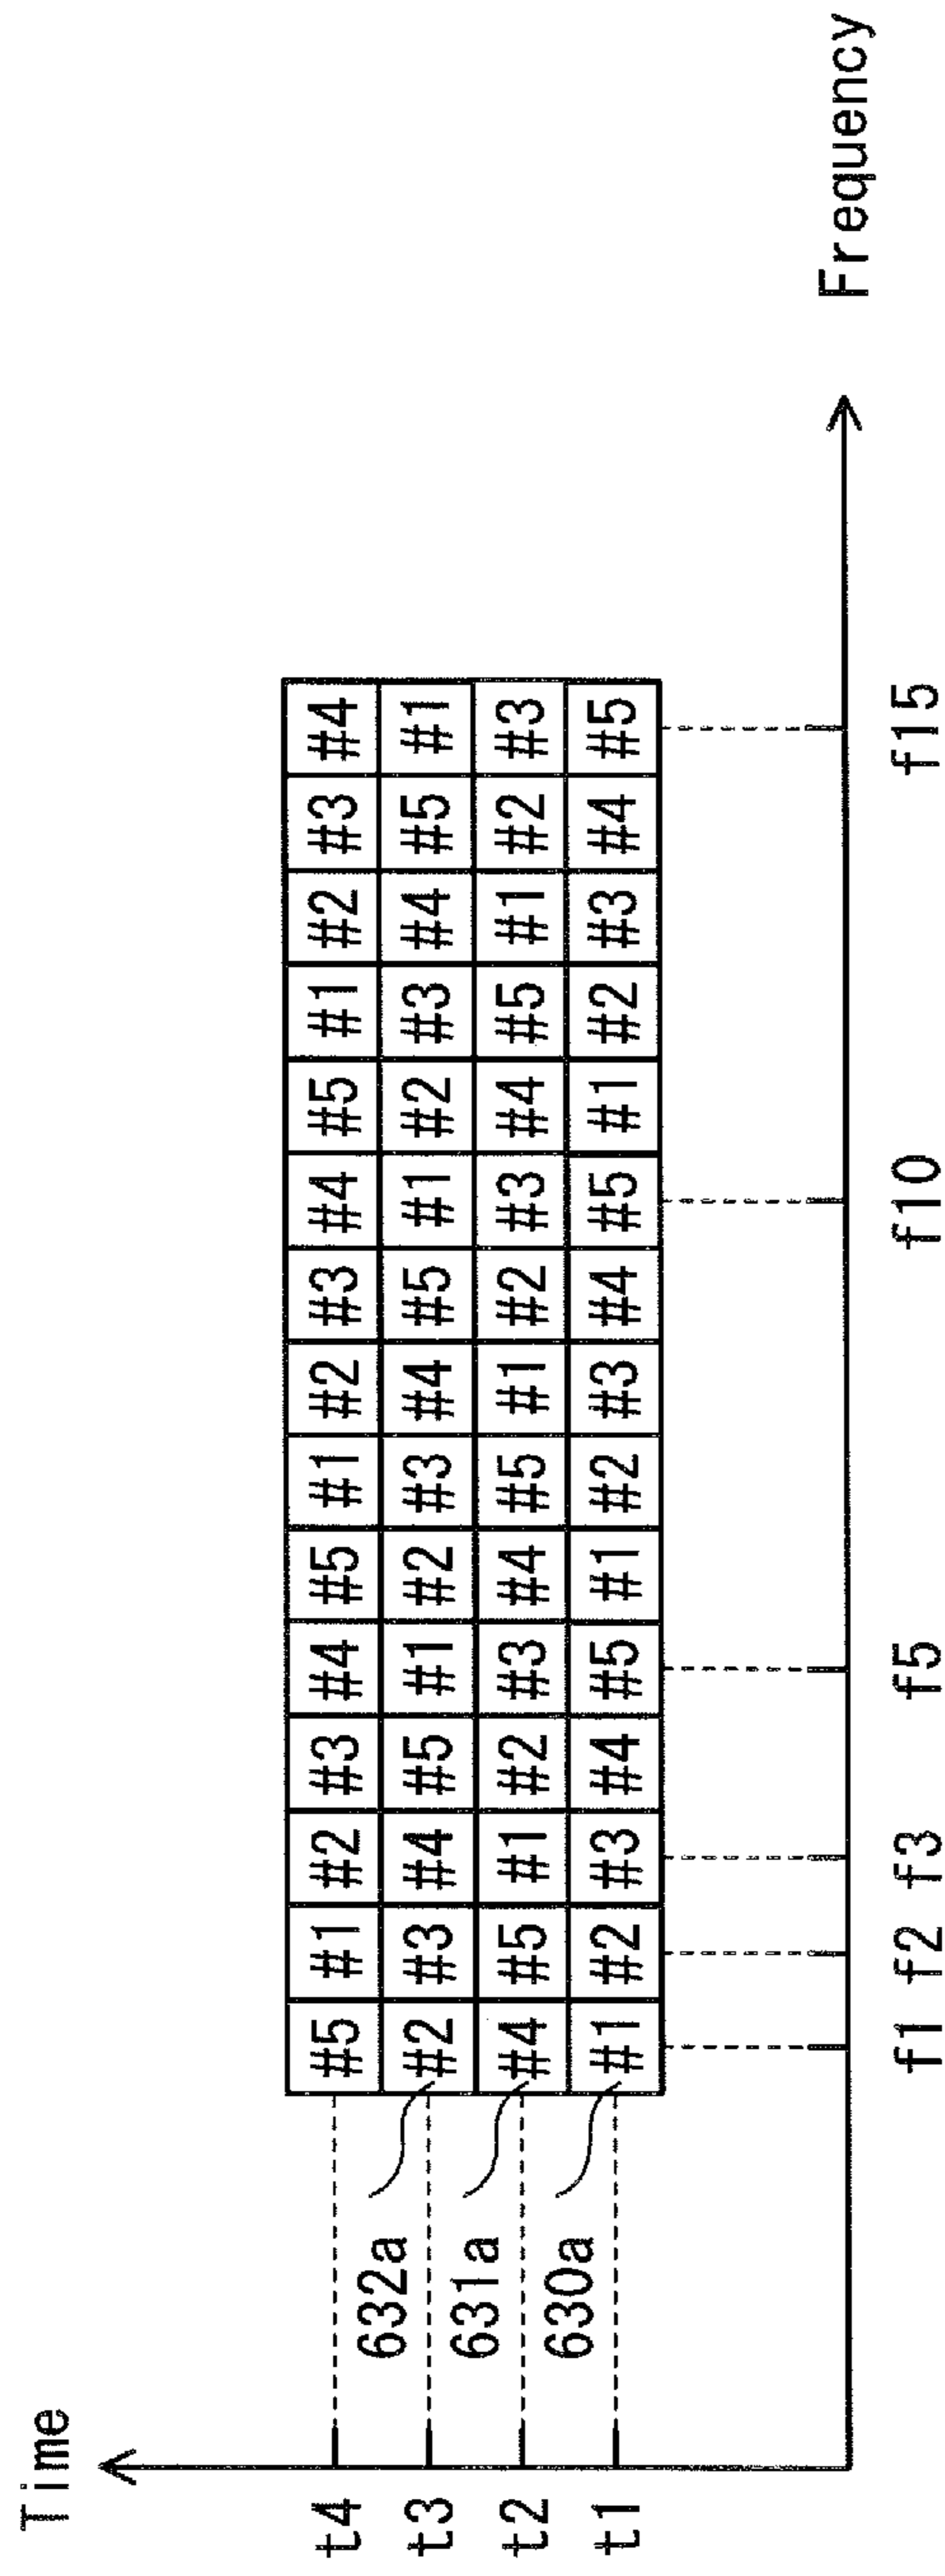 Time
t4 #5 #1 #2 #3 #4 #5 #1 #2 #3 #4 #5 #1 #2 #3 #4
632a
t3 #2 #3 #4 #5 #1 #2 #3 #4 #5 #1 #2 #3 #4 #5 #1
631a
t2 #4 #5 #1 #2 #3 #4 #5 #1 #2 #3 #4 #5 #1 #2 #3
630a
t1 #1 #2 #3 #4 #5 #1 #2 #3 #4 #5 #1 #2 #3 #4 #5
Frequency
f1 f2 f3 f5 f10 f15